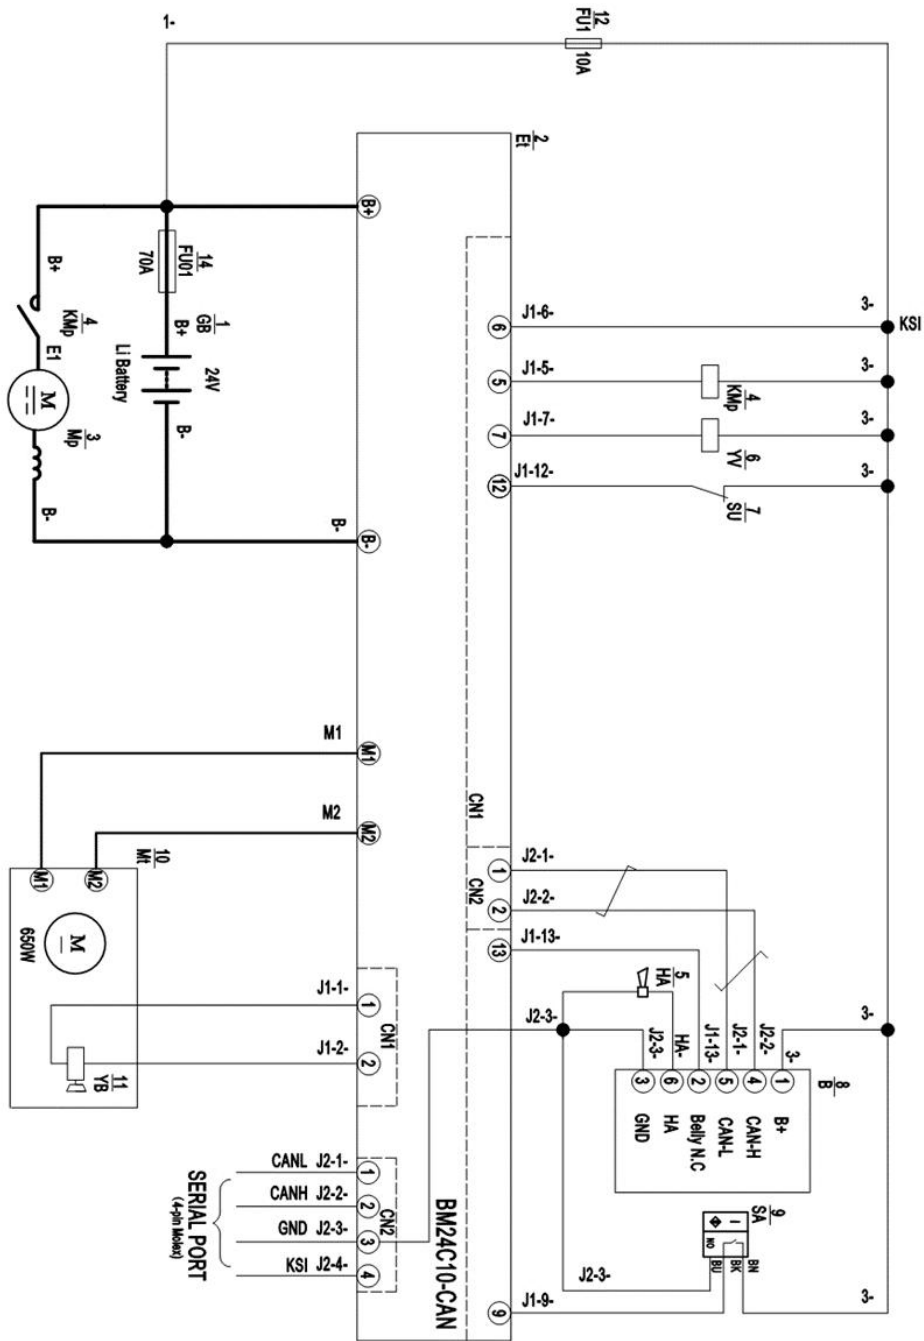 1-
12
FU1
10A
2
Et
B+
14
FU01
70A
1
GB
B+
24V
Li Battery
B-
B+
4
KMp
E1
M
3
Mp
B-
B-
B-
KSI
6
J1-6-
3-
5
J1-5-
4
KMp
3-
7
J1-7-
6
YV
3-
12
J1-12-
7
SU
3-
M1
M1
M2
M2
10
Mt
M1
M2
M
650W
J1-1-
1
J1-2-
2
CN1
11
YB
CN1
CN2
1
J2-1-
2
J2-2-
13
J1-13-
5
HA
J2-3-
3-
J2-3-
HA-
J1-13-
J2-1-
J2-2-
3-
8
B
3
6
2
5
4
1
GND
HA
Belly N.C
CAN-L
CAN-H
B+
9
SA
NO
BU
BK
BN
J2-3-
9
J1-9-
3-
CANL J2-1-
1
CANH J2-2-
2
GND J2-3-
3
KSI J2-4-
4
CN2
SERIAL PORT
(4-pin Molex)
BM24C10-CAN